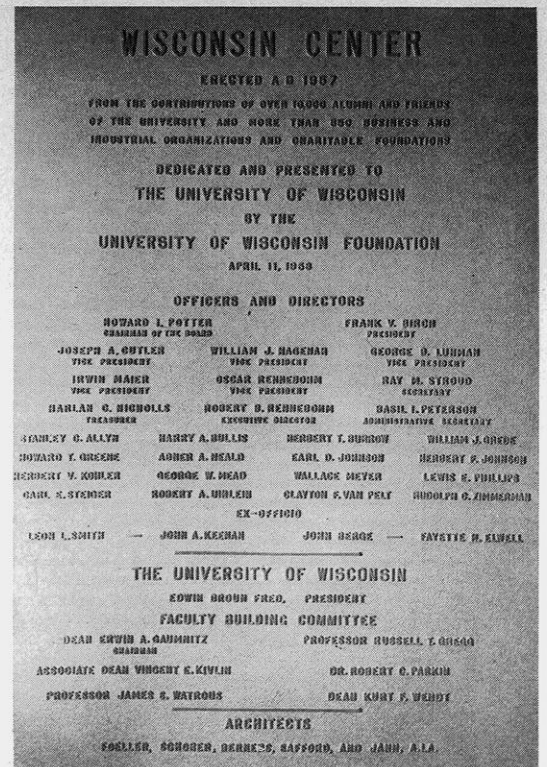 WISCONSIN CENTER
ERECTED A D 1957
FROM THE CONTRIBUTIONS OF OVER 10,000 ALUMNI AND FRIENDS
OF THE UNIVERSITY AND MORE THAN 850 BUSINESS AND
INDUSTRIAL ORGANIZATIONS AND CHARITABLE FOUNDATIONS
DEDICATED AND PRESENTED TO
THE UNIVERSITY OF WISCONSIN
BY THE
UNIVERSITY OF WISCONSIN FOUNDATION
APRIL 11, 1958
OFFICERS AND DIRECTORS
HOWARD I. POTTER FRANK V. BIRCH
CHAIRMAN OF THE BOARD PRESIDENT
JOSEPH A. CUTLER WILLIAM J. HAGENAH GEORGE B. LUHMAN
VICE PRESIDENT VICE PRESIDENT VICE PRESIDENT
IRWIN MAIER OSCAR RENNEBOHM RAY M. STROUD
VICE PRESIDENT VICE PRESIDENT SECRETARY
HARLAN C. NICHOLLS ROBERT B. RENNEBOHM BASIL I. PETERSON
TREASURER EXECUTIVE DIRECTOR ADMINISTRATIVE SECRETARY
STANLEY C. ALLYN HARRY A. BULLIS HERBERT T. BURROW WILLIAM J. GREDE
HOWARD T. GREENE ABNER A. HEALD EARL D. JOHNSON HERBERT F. JOHNSON
HERBERT V. KOHLER GEORGE W. MEAD WALLACE MEYER LEWIS E. PHILLIPS
CARL E. STEIGER ROBERT A. UIHLEIN CLAYTON F. VAN PELT RUDOLPH C. ZIMMERMAN
EX-OFFICIO
LEON L. SMITH — JOHN A. KEENAN JOHN BERGE — FAYETTE H. ELWELL
THE UNIVERSITY OF WISCONSIN
EDWIN BROUN FRED, PRESIDENT
FACULTY BUILDING COMMITTEE
DEAN ERWIN A. GAUMNITZ PROFESSOR RUSSELL T. GREGG
CHAIRMAN
ASSOCIATE DEAN VINCENT E. KIVLIN DR. ROBERT C. PARKIN
PROFESSOR JAMES S. WATROUS DEAN KURT F. WENDT
ARCHITECTS
FOELLER, SCHOBER, BERNERS, SAFFORD, AND JAHN, A.I.A.